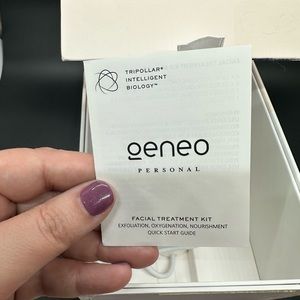 TRIPOLLAR®
INTELLIGENT
BIOLOGY™
geneo
PERSONAL
FACIAL TREATMENT KIT
EXFOLIATION, OXYGENATION, NOURISHMENT
QUICK START GUIDE